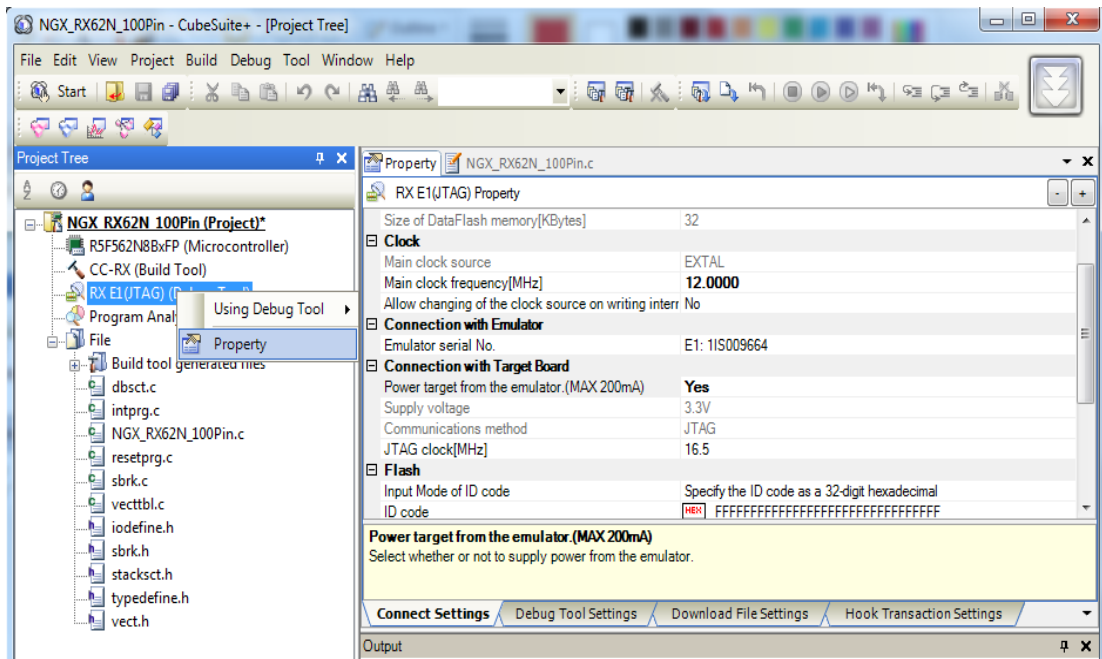 NGX_RX62N_100Pin - CubeSuite+ - [Project Tree]
File Edit View Project Build Debug Tool Window Help
Start
Project Tree
NGX_RX62N_100Pin (Project)*
R5F562N8BxFP (Microcontroller)
CC-RX (Build Tool)
RX E1(JTAG)
Program Anal
File
Build tool generated files
dbsct.c
intprg.c
NGX_RX62N_100Pin.c
resetprg.c
sbrk.c
vecttbl.c
iodefine.h
sbrk.h
stacksct.h
typedefine.h
vect.h
Using Debug Tool
Property
Property NGX_RX62N_100Pin.c
RX E1(JTAG) Property
- +
Size of DataFlash memory[KBytes] 32
Clock
Main clock source EXTAL
Main clock frequency[MHz] 12.0000
Allow changing of the clock source on writing interr No
Connection with Emulator
Emulator serial No. E1: 1IS009664
Connection with Target Board
Power target from the emulator.(MAX 200mA) Yes
Supply voltage 3.3V
Communications method JTAG
JTAG clock[MHz] 16.5
Flash
Input Mode of ID code Specify the ID code as a 32-digit hexadecimal
ID code HEX FFFFFFFFFFFFFFFFFFFFFFFFFFFFFFFF
Power target from the emulator.(MAX 200mA)
Select whether or not to supply power from the emulator.
Connect Settings Debug Tool Settings Download File Settings Hook Transaction Settings
Output